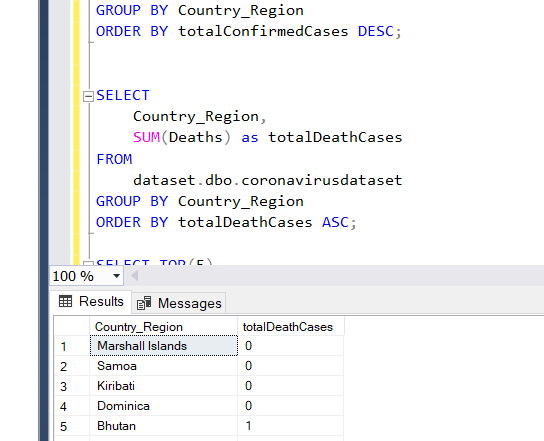 GROUP BY Country_Region
ORDER BY totalConfirmedCases DESC;
SELECT
Country_Region,
SUM(Deaths) as totalDeathCases
FROM
dataset.dbo.coronavirusdataset
GROUP BY Country_Region
ORDER BY totalDeathCases ASC;
SELECT TOP(5)
100 %
Results Messages
Country_Region totalDeathCases
1 Marshall Islands 0
2 Samoa 0
3 Kiribati 0
4 Dominica 0
5 Bhutan 1